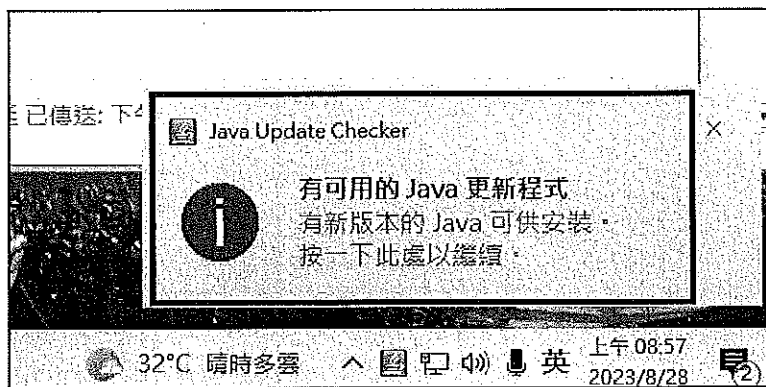 已傳送: 下午
Java Update Checker
有可用的 Java 更新程式
有新版本的 Java 可供安裝。
按一下此處以繼續。
32°C 晴時多雲
英
上午 08:57
2023/8/28
2